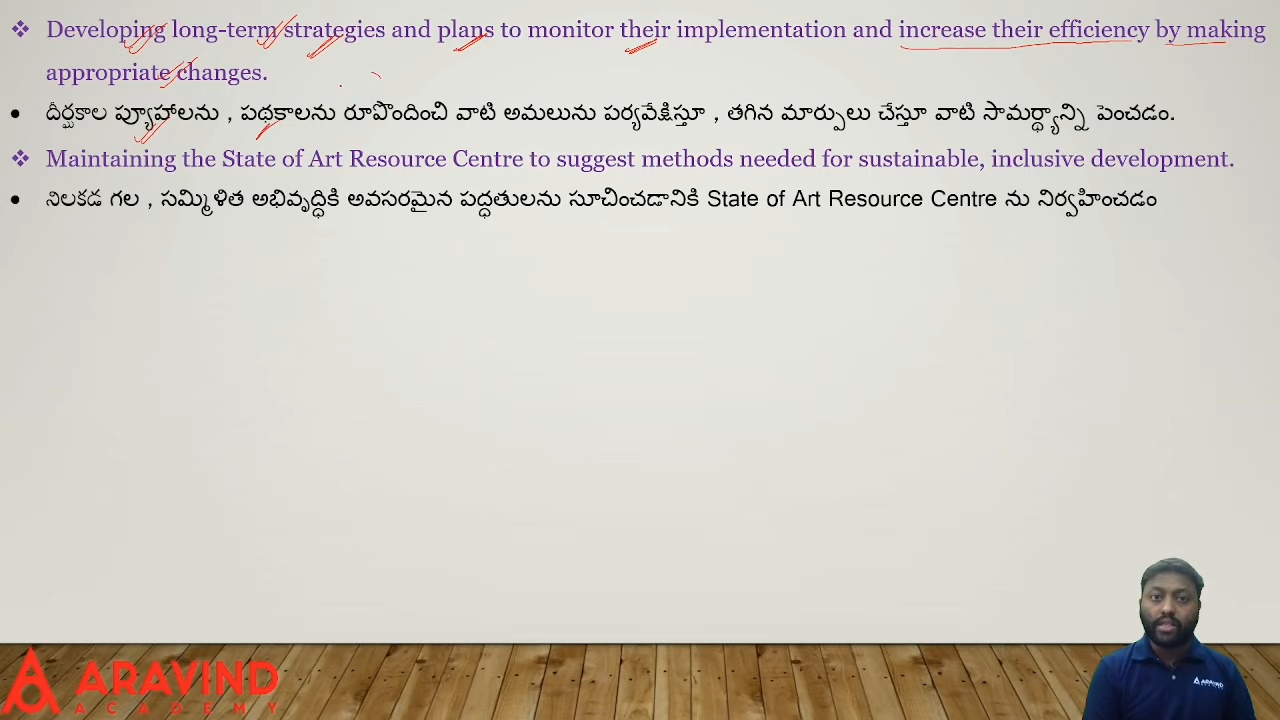 ❖ Developing long-term strategies and plans to monitor their implementation and increase their efficiency by making
appropriate changes.
• దీర్ఘకాల ప్యూహాలను , పథకాలను రూపొందించి వాటి అమలును పర్యవేక్షిస్తూ , తగిన మార్పులు చేస్తూ వాటి సామర్థ్యాన్ని పెంచడం.
❖ Maintaining the State of Art Resource Centre to suggest methods needed for sustainable, inclusive development.
• నిలకడ గల , సమ్మిళిత అభివృద్ధికి అవసరమైన పద్ధతులను సూచించడానికి State of Art Resource Centre ను నిర్వహించడం
ARAVIND
ACADEMY
ARAVIND